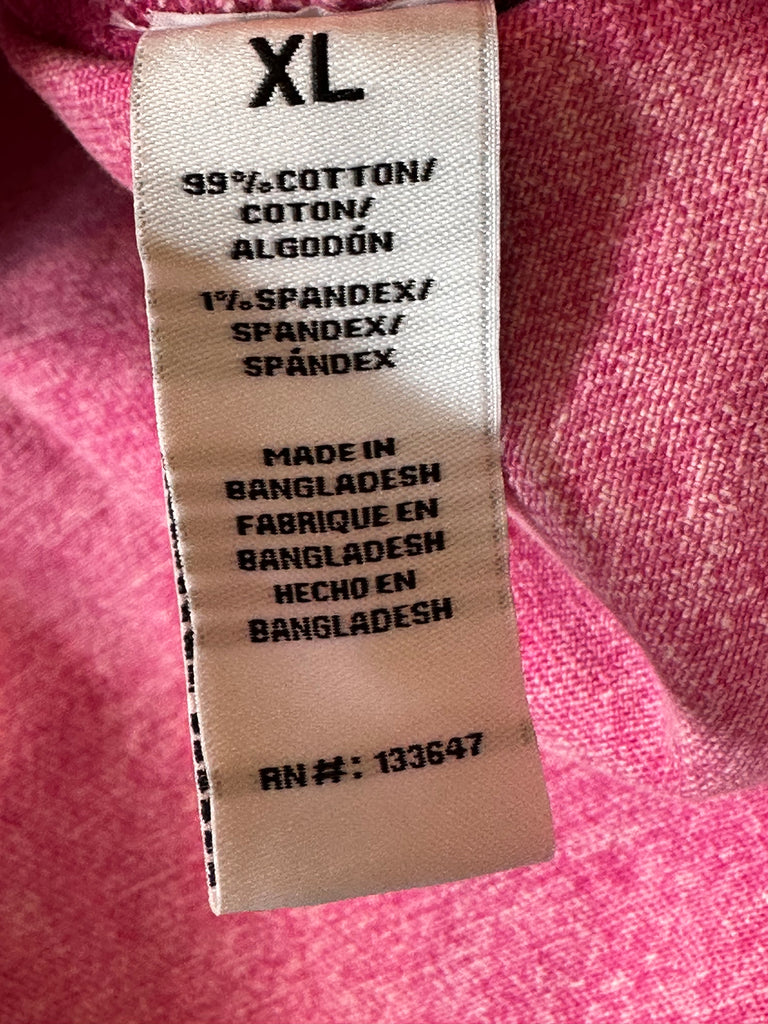 XL
99% COTTON/
COTON/
ALGODÓN
1% SPANDEX/
SPANDEX/
SPÁNDEX
MADE IN
BANGLADESH
FABRIQUE EN
BANGLADESH
HECHO EN
BANGLADESH
RN#: 133647